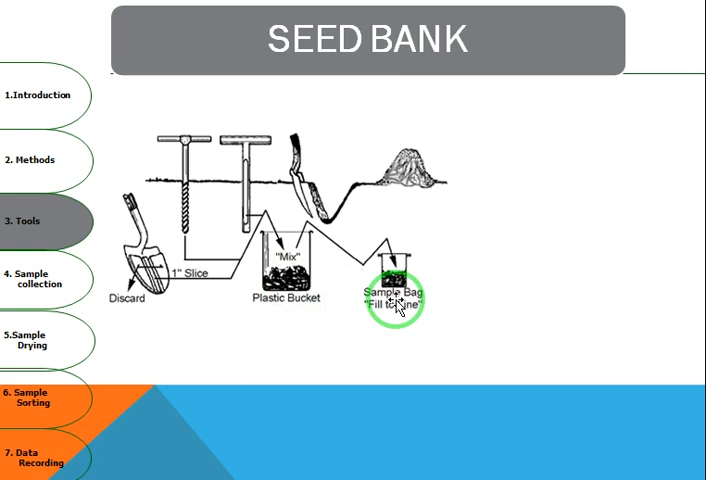 SEED BANK
1.Introduction
2. Methods
3. Tools
4. Sample
collection
5.Sample
Drying
6. Sample
Sorting
7. Data
Recording
"Mix"
1" Slice
Discard
Plastic Bucket
Sample Bag
"Fill to Line"